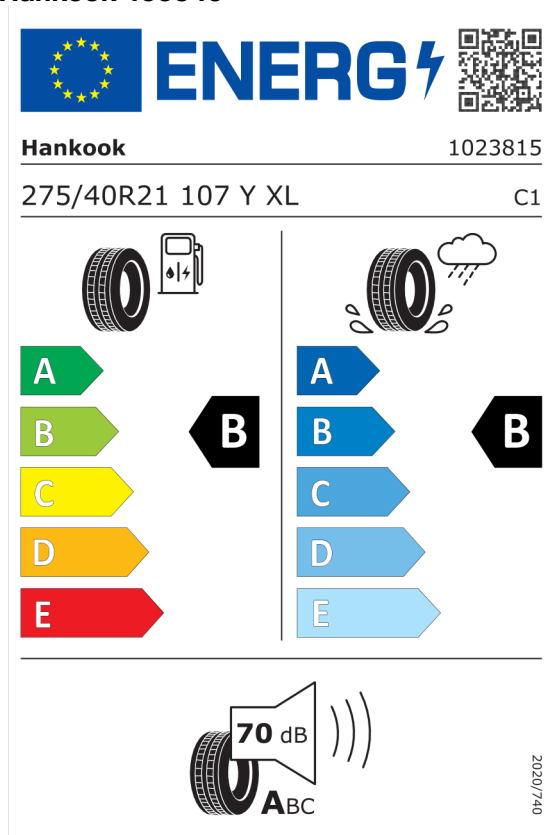 ENERG
Hankook 1023815
275/40R21 107 Y XL C1
A A
B B B B
C C
D D
E E
70 dB
ABC
2020/740